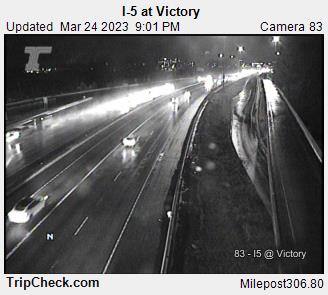 I-5 at Victory
Updated Mar 24 2023 9:01 PM Camera 83
N
83 - I5 @ Victory
TripCheck.com Milepost306.80